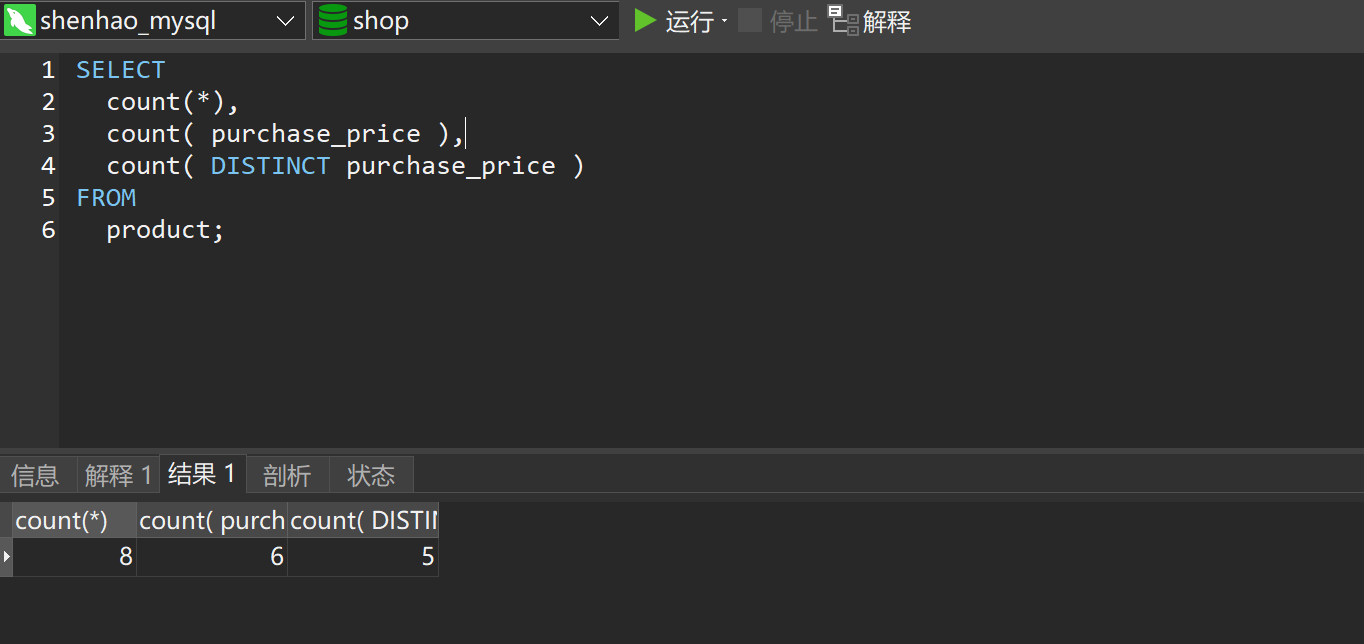 shenhao_mysql shop 运行 停止 解释
1 SELECT
2 count(*),
3 count( purchase_price ),
4 count( DISTINCT purchase_price )
5 FROM
6 product;
信息 解释 1 结果 1 剖析 状态
count(*) count( purch count( DISTIN
8 6 5